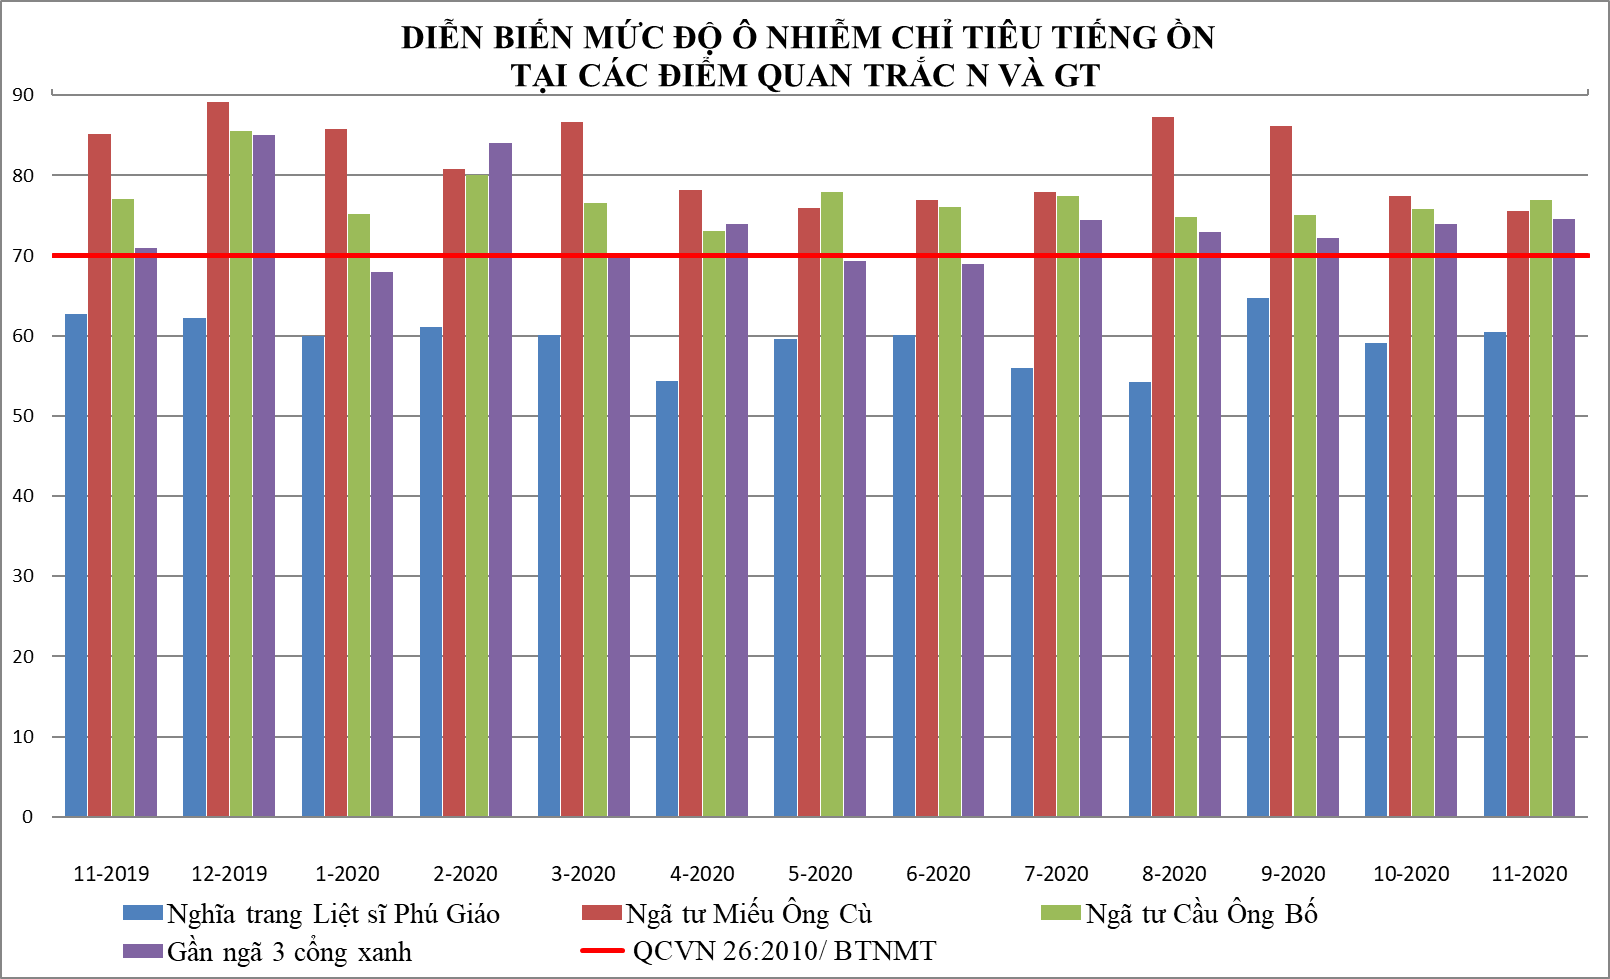 DIỄN BIẾN MỨC ĐỘ Ô NHIỄM CHỈ TIÊU TIẾNG ỒN
TẠI CÁC ĐIỂM QUAN TRẮC N VÀ GT
90
80
70
60
50
40
30
20
10
0
11-2019 12-2019 1-2020 2-2020 3-2020 4-2020 5-2020 6-2020 7-2020 8-2020 9-2020 10-2020 11-2020
Nghĩa trang Liệt sĩ Phú Giáo Ngã tư Miếu Ông Cù Ngã tư Cầu Ông Bố
Gần ngã 3 cổng xanh QCVN 26:2010/ BTNMT